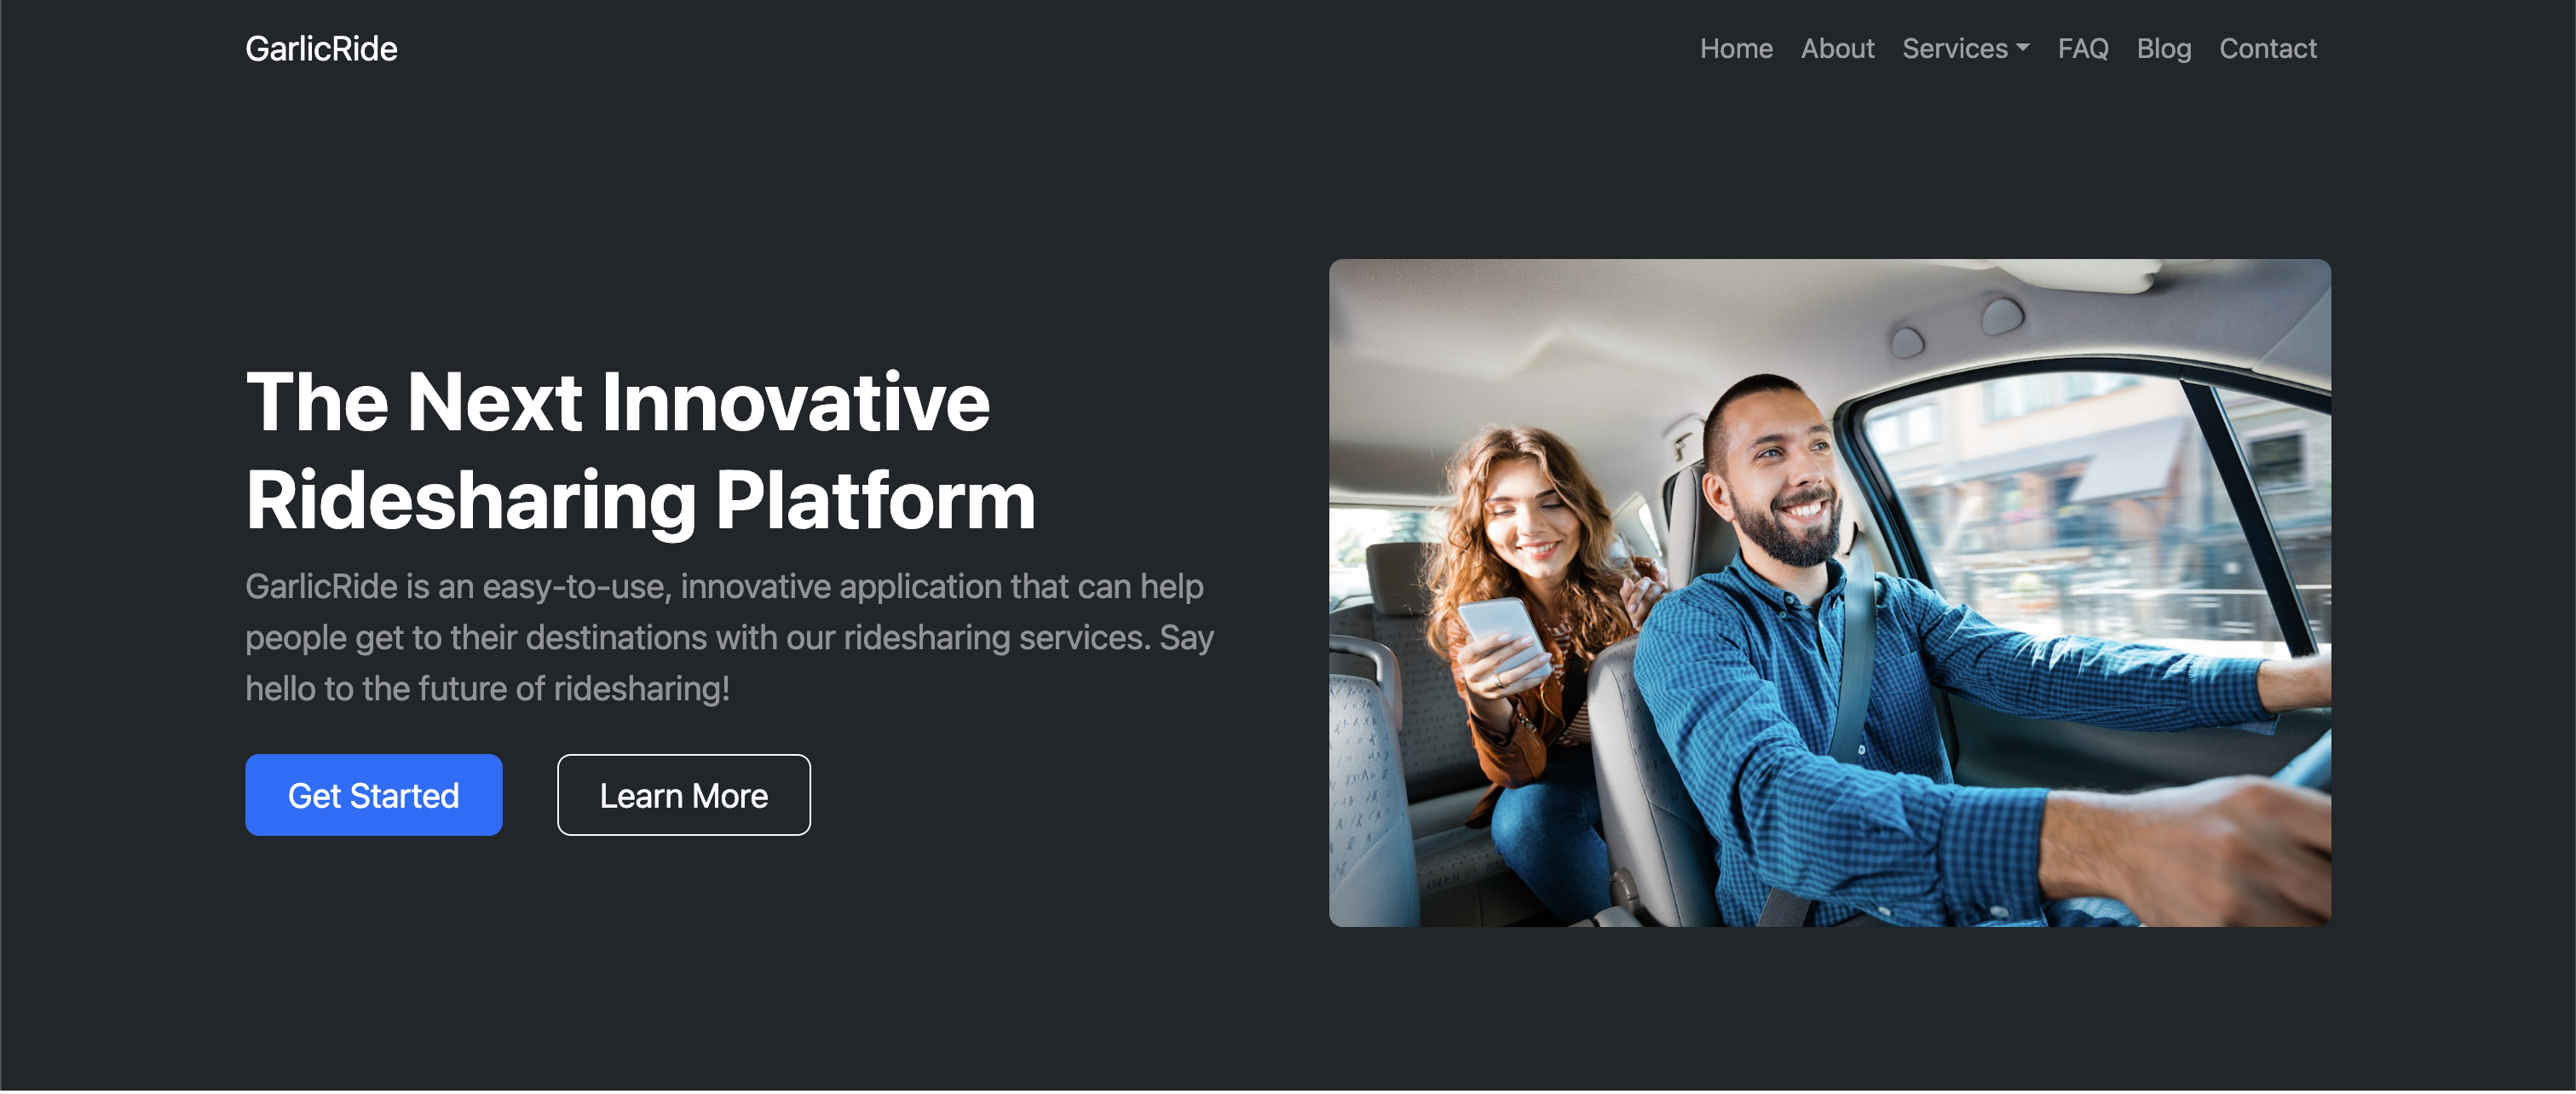 GarlicRide
Home About Services FAQ Blog Contact
The Next Innovative
Ridesharing Platform
GarlicRide is an easy-to-use, innovative application that can help
people get to their destinations with our ridesharing services. Say
hello to the future of ridesharing!
Get Started Learn More